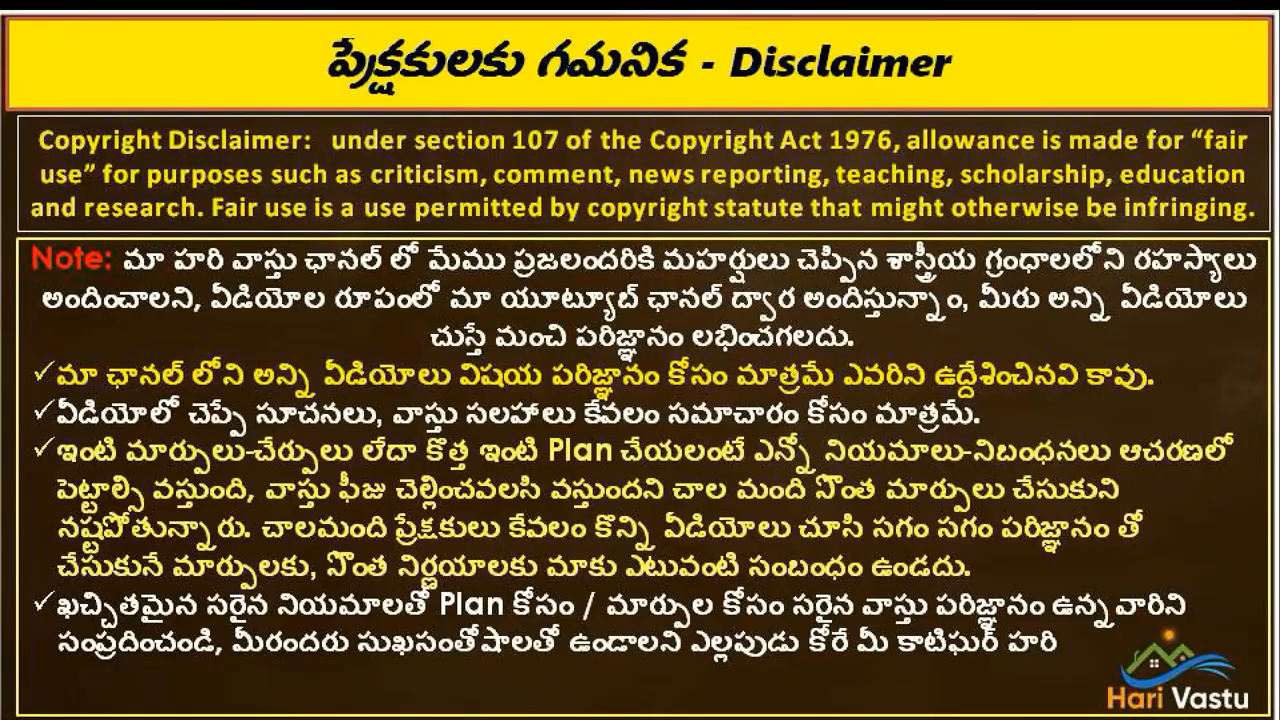 ప్రేక్షకులకు గమనిక - Disclaimer
Copyright Disclaimer: under section 107 of the Copyright Act 1976, allowance is made for “fair
use” for purposes such as criticism, comment, news reporting, teaching, scholarship, education
and research. Fair use is a use permitted by copyright statute that might otherwise be infringing.
Note: మా హరి వాస్తు ఛానల్ లో మేము ప్రజలందరికి మహర్షులు చెప్పిన శాస్త్రీయ గ్రంధాలలోని రహస్యాలు
అందించాలని, వీడియోల రూపంలో మా యూట్యూబ్ ఛానల్ ద్వార అందిస్తున్నాం, మీరు అన్ని వీడియోలు
చుస్తే మంచి పరిజ్ఞానం లభించగలదు.
✓మా ఛానల్ లోని అన్ని వీడియోలు విషయ పరిజ్ఞానం కోసం మాత్రమే ఎవరిని ఉద్దేశించినవి కావు.
✓వీడియోలో చెప్పే సూచనలు, వాస్తు సలహాలు కేవలం సమాచారం కోసం మాత్రమే.
✓ఇంటి మార్పులు-చేర్పులు లేదా కొత్త ఇంటి Plan చేయలంటే ఎన్నో నియమాలు-నిబంధనలు ఆచరణలో
పెట్టాల్సి వస్తుంది, వాస్తు ఫీజు చెల్లించవలసి వస్తుందని చాల మంది సొంత మార్పులు చేసుకుని
నష్టపోతున్నారు. చాలమంది ప్రేక్షకులు కేవలం కొన్ని వీడియోలు చూసి సగం సగం పరిజ్ఞానం తో
చేసుకునే మార్పులకు, సొంత నిర్ణయాలకు మాకు ఎటువంటి సంబంధం ఉండదు.
✓ఖచ్చితమైన సరైన నియమాలతో Plan కోసం / మార్పుల కోసం సరైన వాస్తు పరిజ్ఞానం ఉన్నవారిని
సంప్రదించండి, మీరందరు సుఖసంతోషాలతో ఉండాలని ఎల్లపుడు కోరే మీ కాటిఘర్ హరి
Hari Vastu